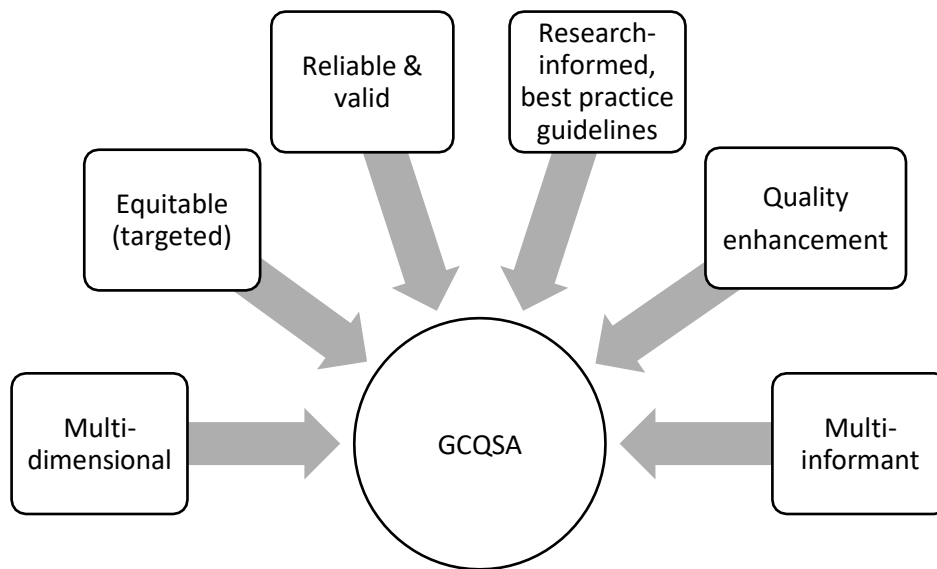 Reliable &
valid
Research-
informed,
best practice
guidelines
Equitable
(targeted)
Quality
enhancement
Multi-
dimensional
GCQSA
Multi-
informant